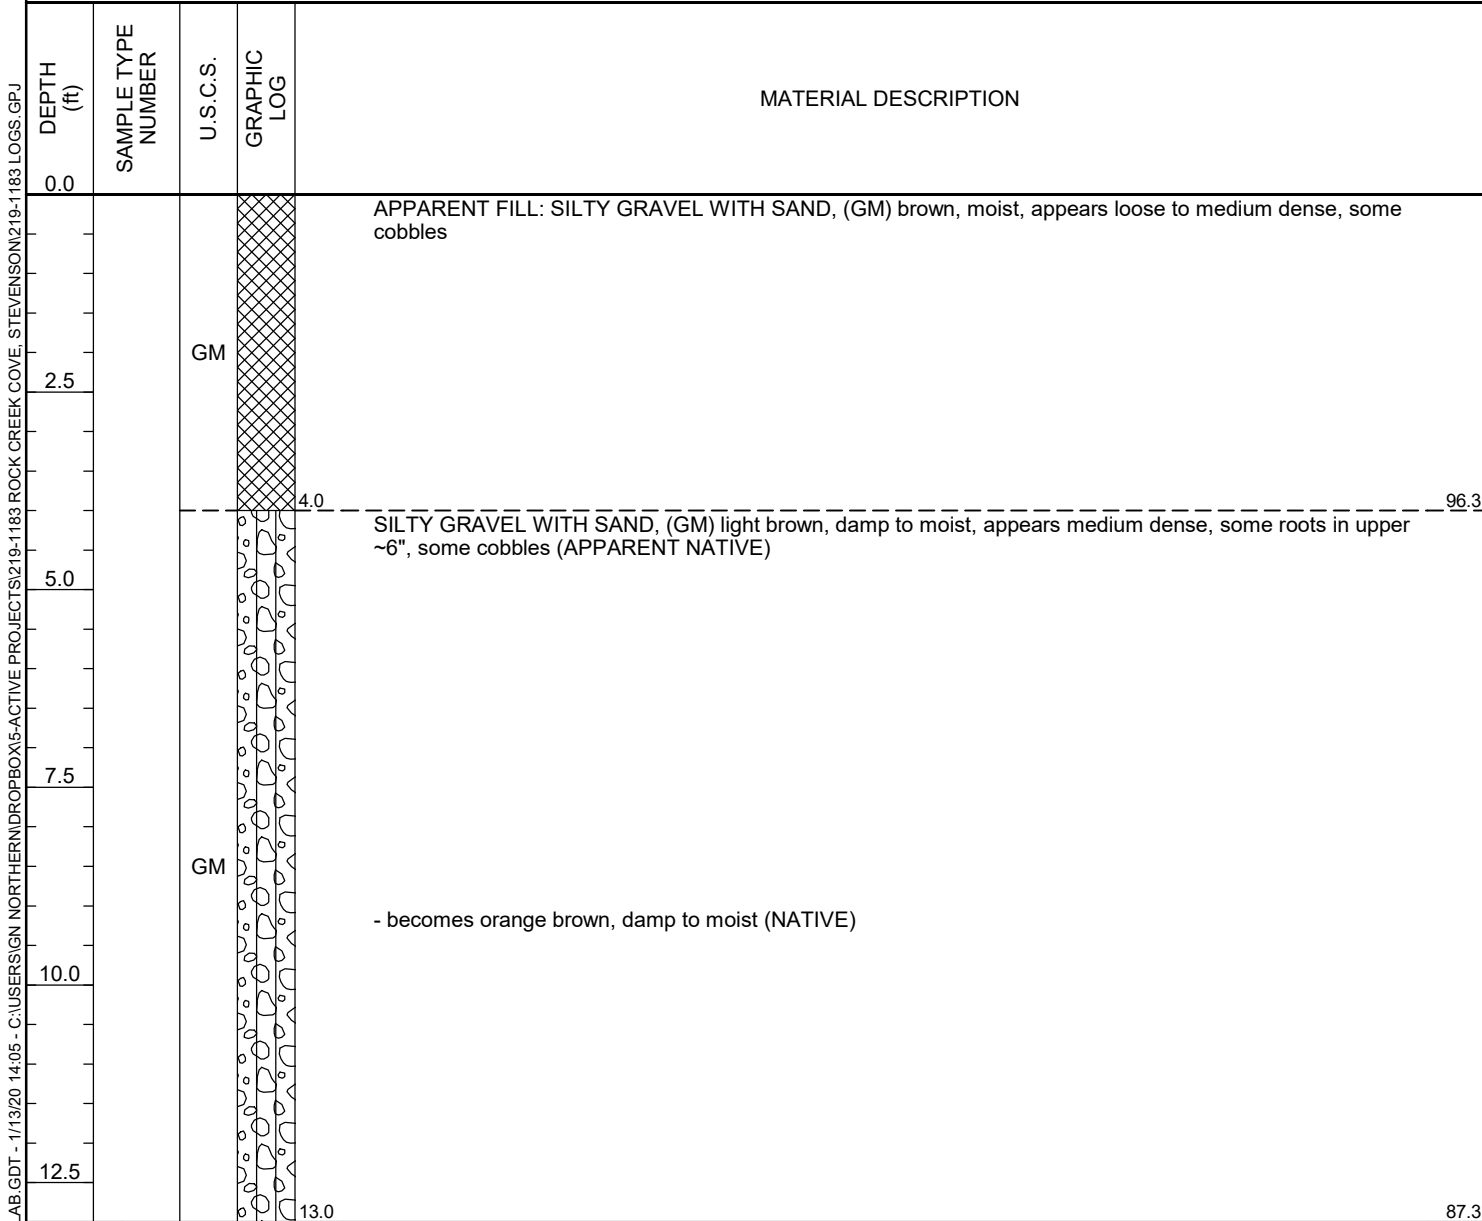 DEPTH
(ft)
SAMPLE TYPE
NUMBER
U.S.C.S.
GRAPHIC
LOG
MATERIAL DESCRIPTION
0.0
APPARENT FILL: SILTY GRAVEL WITH SAND, (GM) brown, moist, appears loose to medium dense, some
cobbles
GM
2.5
4.0
96.3
SILTY GRAVEL WITH SAND, (GM) light brown, damp to moist, appears medium dense, some roots in upper
~6", some cobbles (APPARENT NATIVE)
5.0
7.5
GM
- becomes orange brown, damp to moist (NATIVE)
10.0
12.5
13.0
87.3
AB.GDT - 1/13/20 14:05 - C:\USERS\GN NORTHERN\DROPBOX\5-ACTIVE PROJECTS\219-1183 ROCK CREEK COVE, STEVENSON\219-1183 LOGS.GPJ